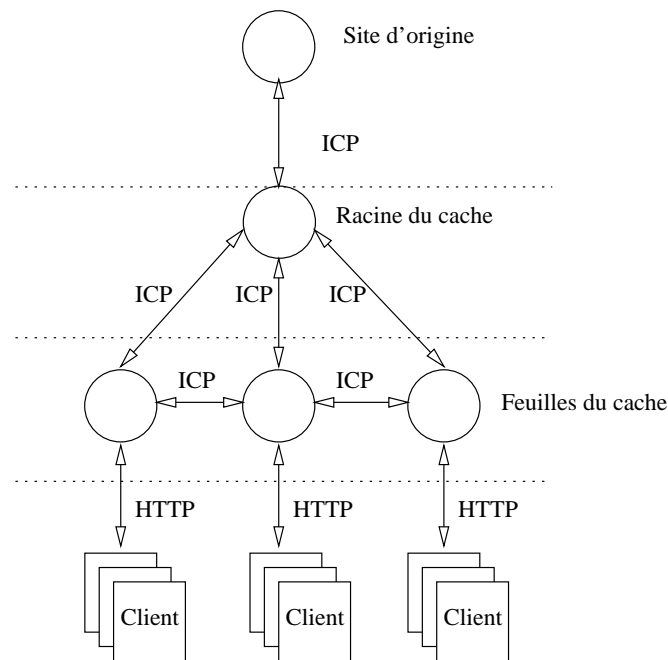 Site d'origine
ICP
Racine du cache
ICP
ICP
ICP
ICP
ICP
Feuilles du cache
HTTP
HTTP
HTTP
Client
Client
Client